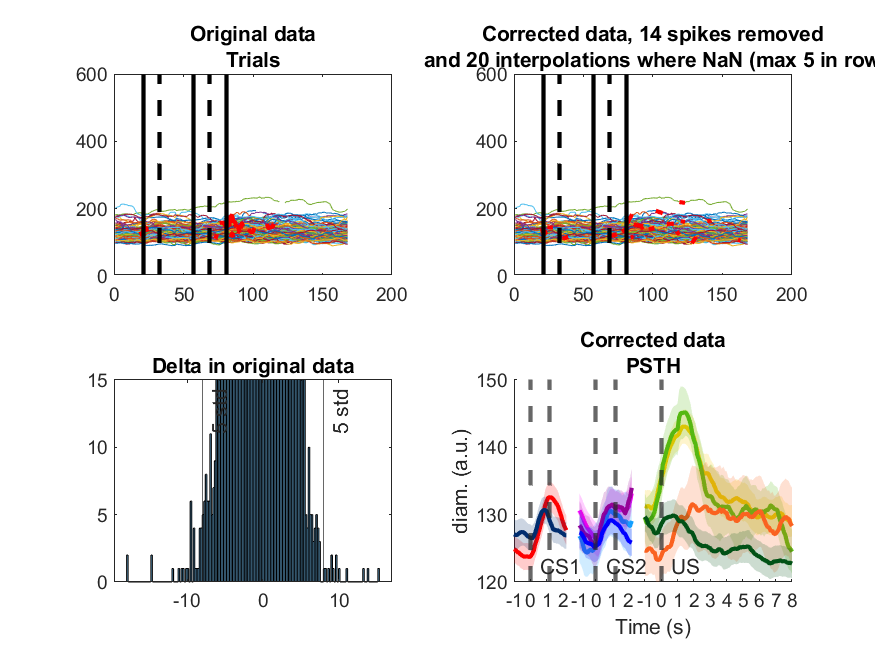 Original data
Trials
600
400
200
0
0 50 100 150 200
Corrected data, 14 spikes removed
and 20 interpolations where NaN (max 5 in row
600
400
200
0
0 50 100 150 200
Delta in original data
15
10
5
0
-10 0 10
5 std
Corrected data
PSTH
150
140
130
120
diam. (a.u.)
CS1 CS2 US
-1 0 1 2 -1 0 1 2 -1 0 1 2 3 4 5 6 7 8
Time (s)